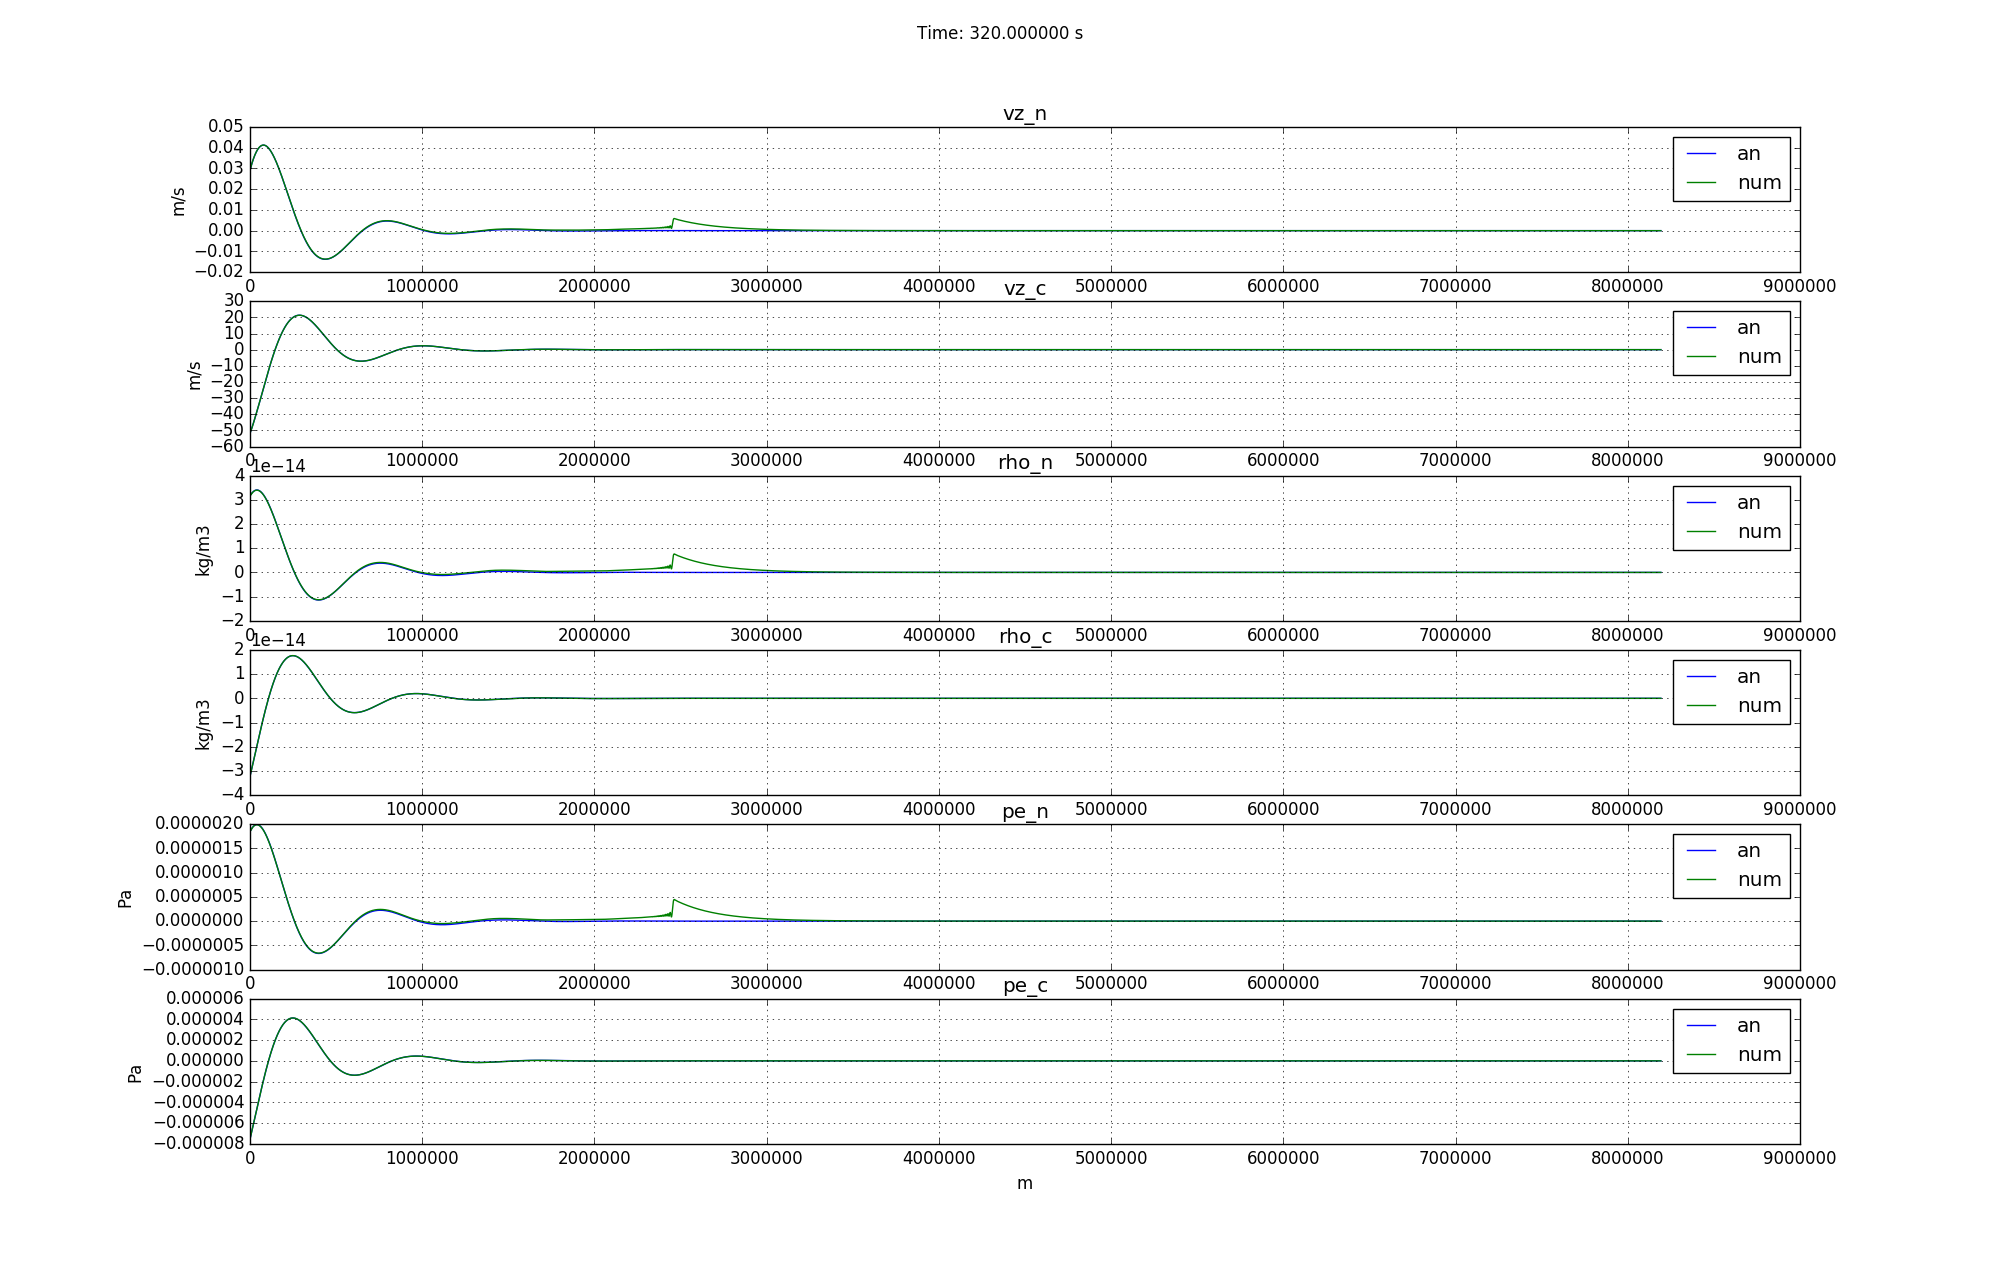 Time: 320.000000 s
vz_n
0.05
0.04
0.03
0.02
0.01
0.00
−0.01
−0.02
m/s
an
num
0 1000000 2000000 3000000 4000000 5000000 6000000 7000000 8000000 9000000
vz_c
30
20
10
0
−10
−20
−30
−40
−50
−60
m/s
an
num
0 1000000 2000000 3000000 4000000 5000000 6000000 7000000 8000000 9000000
1e−14
rho_n
4
3
2
1
0
−1
−2
kg/m3
an
num
0 1000000 2000000 3000000 4000000 5000000 6000000 7000000 8000000 9000000
1e−14
rho_c
2
1
0
−1
−2
−3
−4
kg/m3
an
num
0 1000000 2000000 3000000 4000000 5000000 6000000 7000000 8000000 9000000
pe_n
0.0000020
0.0000015
0.0000010
0.0000005
0.0000000
−0.0000005
−0.0000010
Pa
an
num
0 1000000 2000000 3000000 4000000 5000000 6000000 7000000 8000000 9000000
pe_c
0.000006
0.000004
0.000002
0.000000
−0.000002
−0.000004
−0.000006
−0.000008
Pa
an
num
0 1000000 2000000 3000000 4000000 5000000 6000000 7000000 8000000 9000000
m